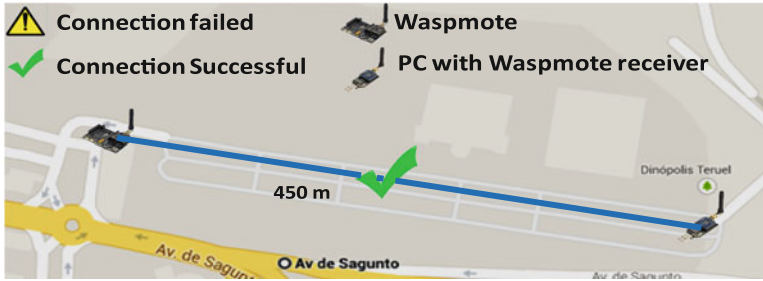 Connection failed
Waspmote
Connection Successful
PC with Waspmote receiver
Dinópolis Teruel
450 m
Av. de Sagunto
Av de Sagunto
Av. de Sagunto